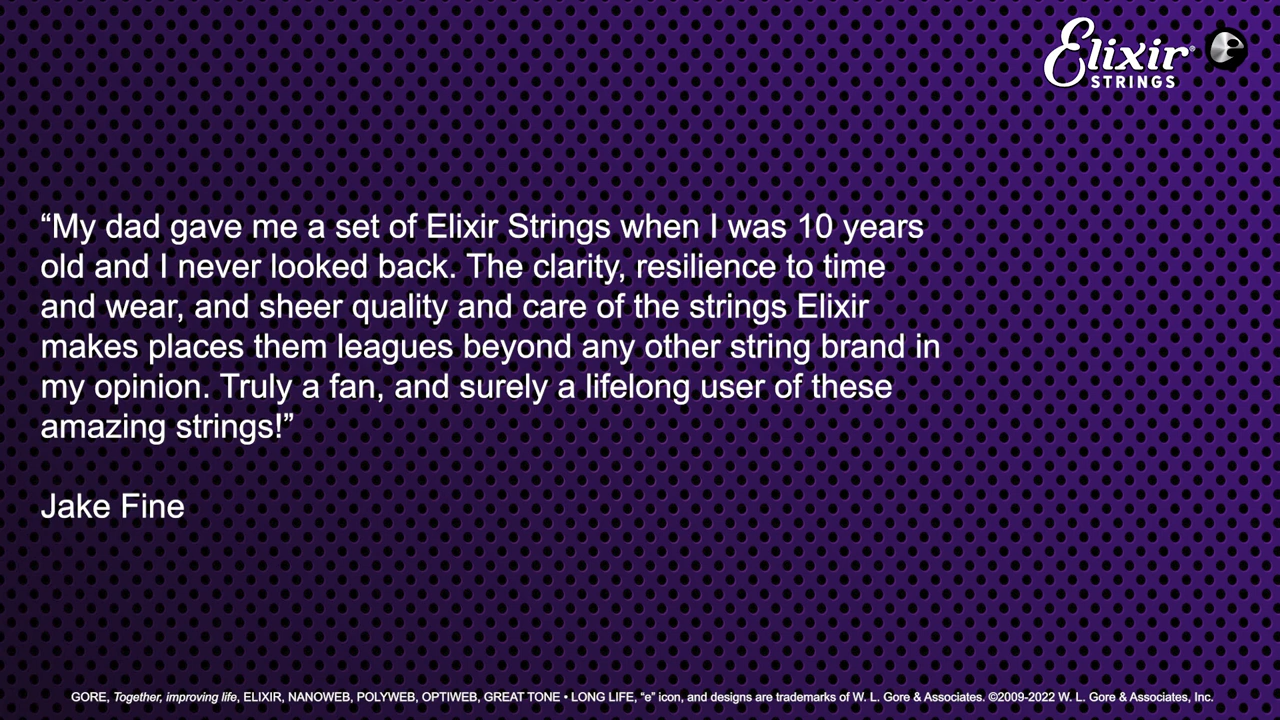 Elixir®
STRINGS
“My dad gave me a set of Elixir Strings when I was 10 years
old and I never looked back. The clarity, resilience to time
and wear, and sheer quality and care of the strings Elixir
makes places them leagues beyond any other string brand in
my opinion. Truly a fan, and surely a lifelong user of these
amazing strings!”
Jake Fine
GORE, Together, improving life, ELIXIR, NANOWEB, POLYWEB, OPTIWEB, GREAT TONE • LONG LIFE, “e” icon, and designs are trademarks of W. L. Gore & Associates. ©2009-2022 W. L. Gore & Associates, Inc.